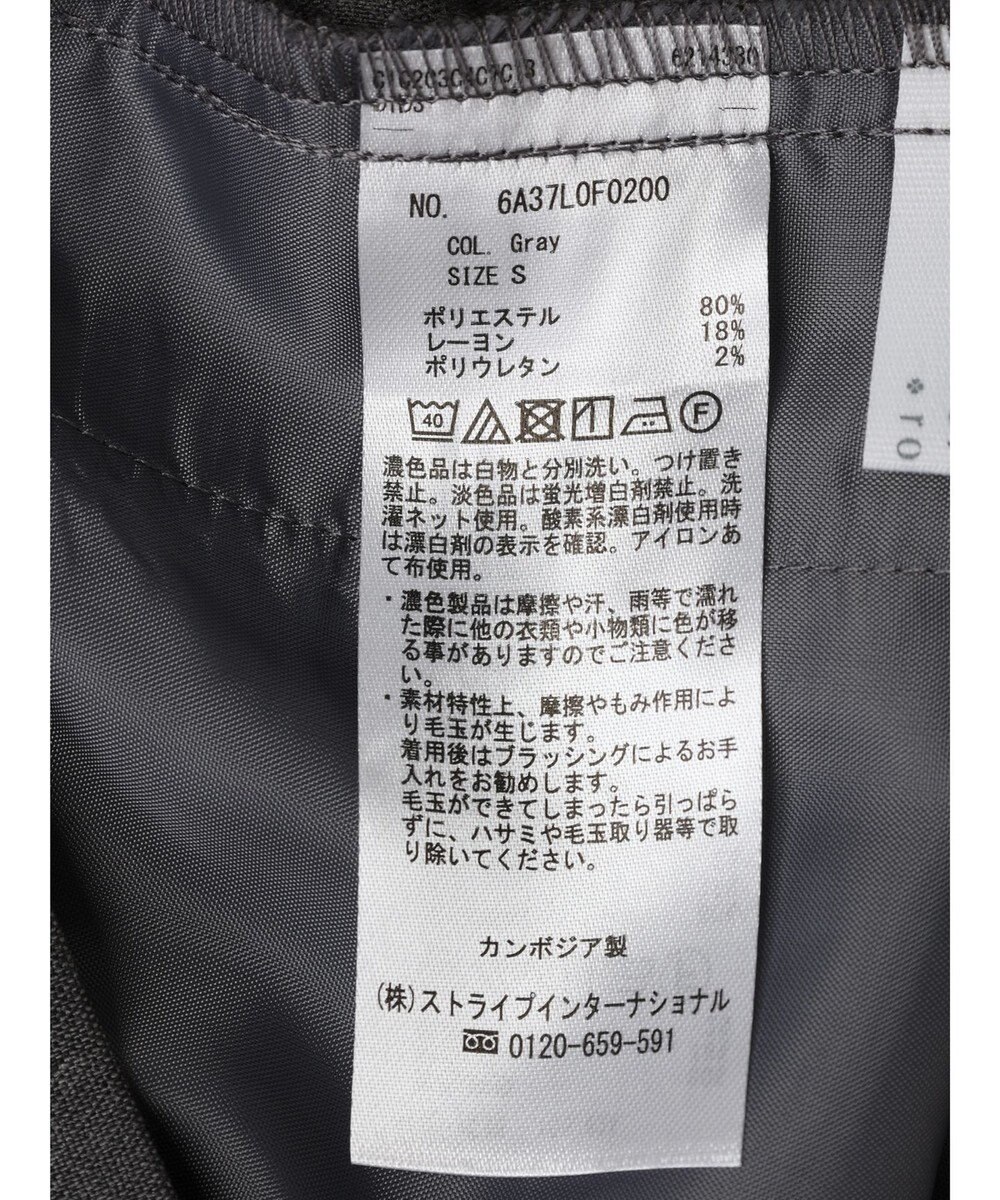 NO. 6A37L0F0200
COL. Gray
SIZE S
ポリエステル 80%
レーヨン 18%
ポリウレタン 2%
40 F
濃色品は白物と分別洗い。つけ置き
禁止。淡色品は蛍光増白剤禁止。洗
濯ネット使用。酸素系漂白剤使用時
は漂白剤の表示を確認。アイロンあ
て布使用。
・濃色製品は摩擦や汗、雨等で濡れ
た際に他の衣類や小物類に色が移
る事がありますのでご注意くださ
い。
・素材特性上、摩擦やもみ作用によ
り毛玉が生じます。
着用後はブラッシングによるお手
入れをお勧めします。
毛玉ができてしまったら引っぱら
ずに、ハサミや毛玉取り器等で取
り除いてください。
カンボジア製
(株)ストライプインターナショナル
0120-659-591
ro